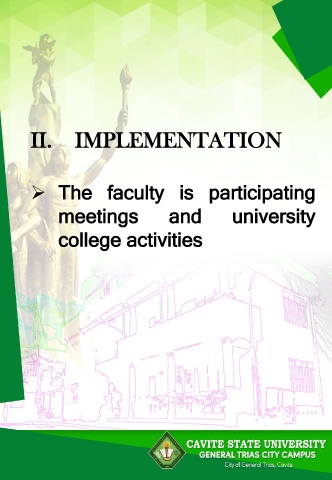 II. IMPLEMENTATION
➢ The faculty is participating
meetings and university
college activities
CAVITE STATE UNIVERSITY
GENERAL TRIAS CITY CAMPUS
City of General Trias, Cavite